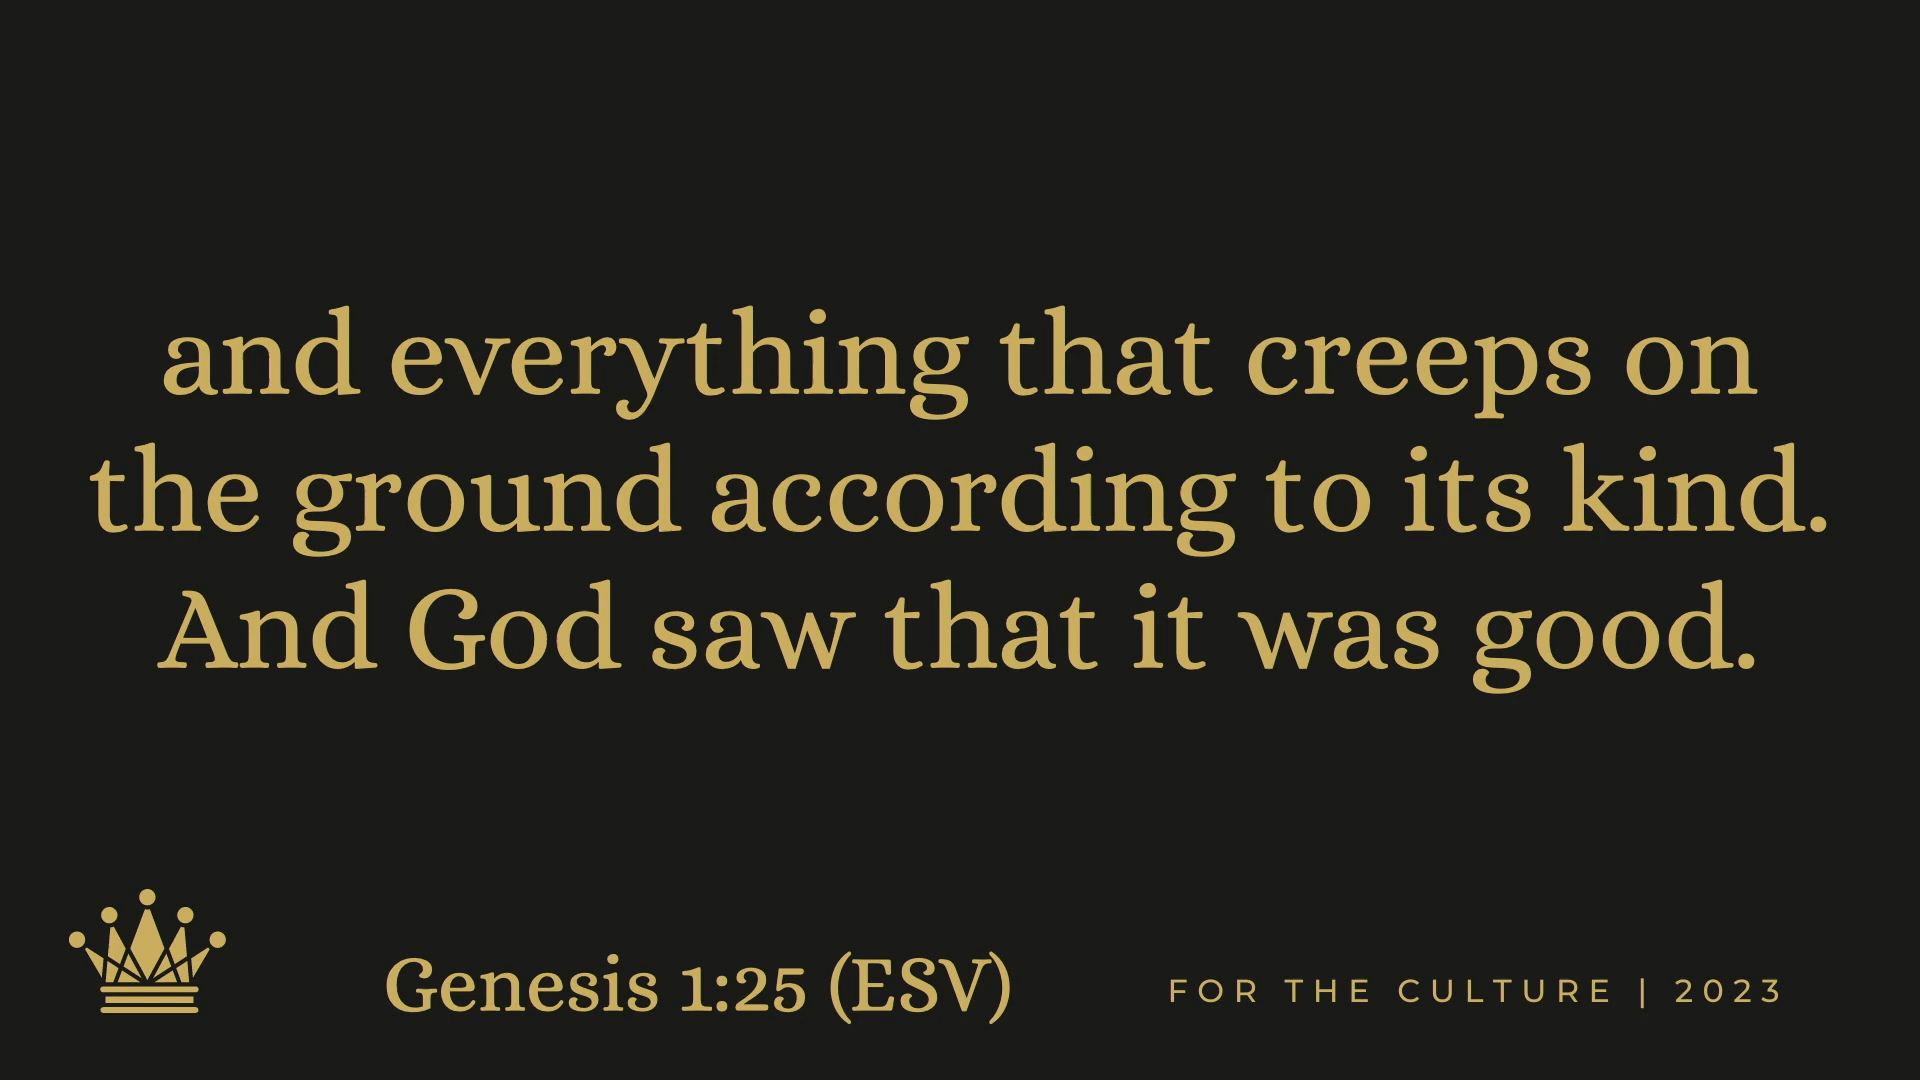 and everything that creeps on
the ground according to its kind.
And God saw that it was good.
Genesis 1:25 (ESV)
FOR THE CULTURE | 2023